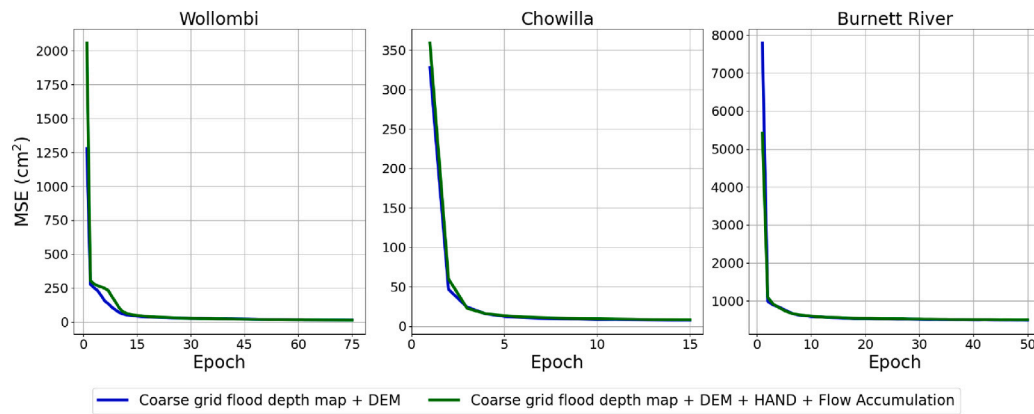 Wollombi
Chowilla
Burnett River
MSE (cm²)
2000
1750
1500
1250
1000
750
500
250
0
0 15 30 45 60 75
Epoch
350
300
250
200
150
100
50
0
0 5 10 15
Epoch
8000
7000
6000
5000
4000
3000
2000
1000
0 10 20 30 40 50
Epoch
Coarse grid flood depth map + DEM
Coarse grid flood depth map + DEM + HAND + Flow Accumulation